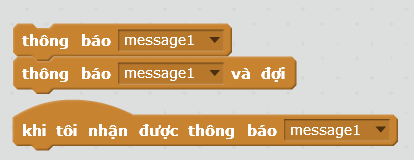 thông báo message1
thông báo message1 và đợi
khi tôi nhận được thông báo message1